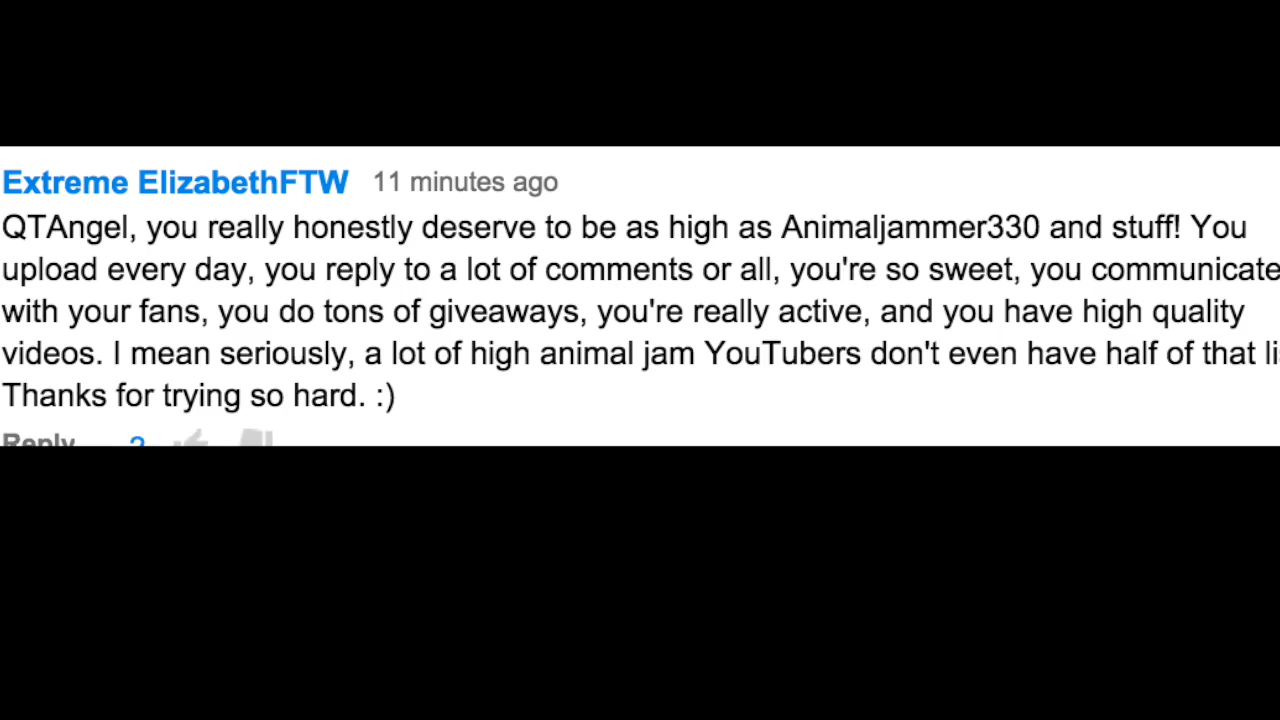 Extreme ElizabethFTW 11 minutes ago
QTAngel, you really honestly deserve to be as high as Animaljammer330 and stuff! You
upload every day, you reply to a lot of comments or all, you're so sweet, you communicate
with your fans, you do tons of giveaways, you're really active, and you have high quality
videos. I mean seriously, a lot of high animal jam YouTubers don't even have half of that
Thanks for trying so hard. :)
Reply 2